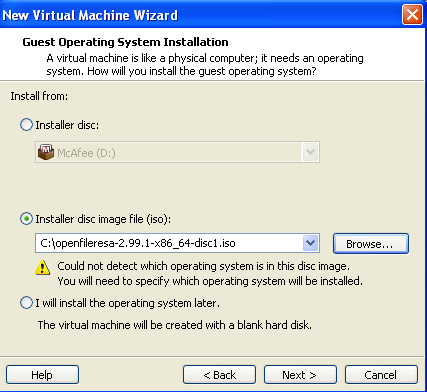 New Virtual Machine Wizard
Guest Operating System Installation
A virtual machine is like a physical computer; it needs an operating
system. How will you install the guest operating system?
Install from:
Installer disc:
McAfee (D:)
Installer disc image file (iso):
C:\openfileresa-2.99.1-x86_64-disc1.iso
Browse...
Could not detect which operating system is in this disc image.
You will need to specify which operating system will be installed.
I will install the operating system later.
The virtual machine will be created with a blank hard disk.
Help
< Back
Next >
Cancel